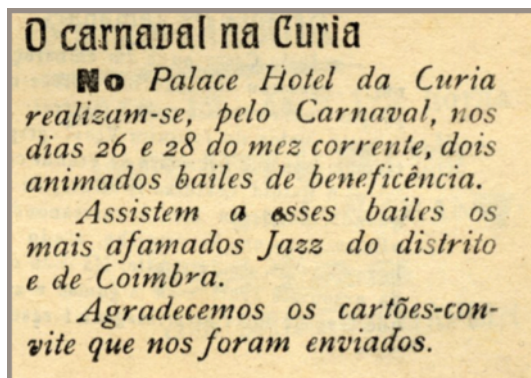 O carnaval na Curia
No Palace Hotel da Curia
realizam-se, pelo Carnaval, nos
dias 26 e 28 do mez corrente, dois
animados bailes de beneficência.
Assistem a esses bailes os
mais afamados Jazz do distrito
e de Coimbra.
Agradecemos os cartões-con-
vite que nos foram enviados.